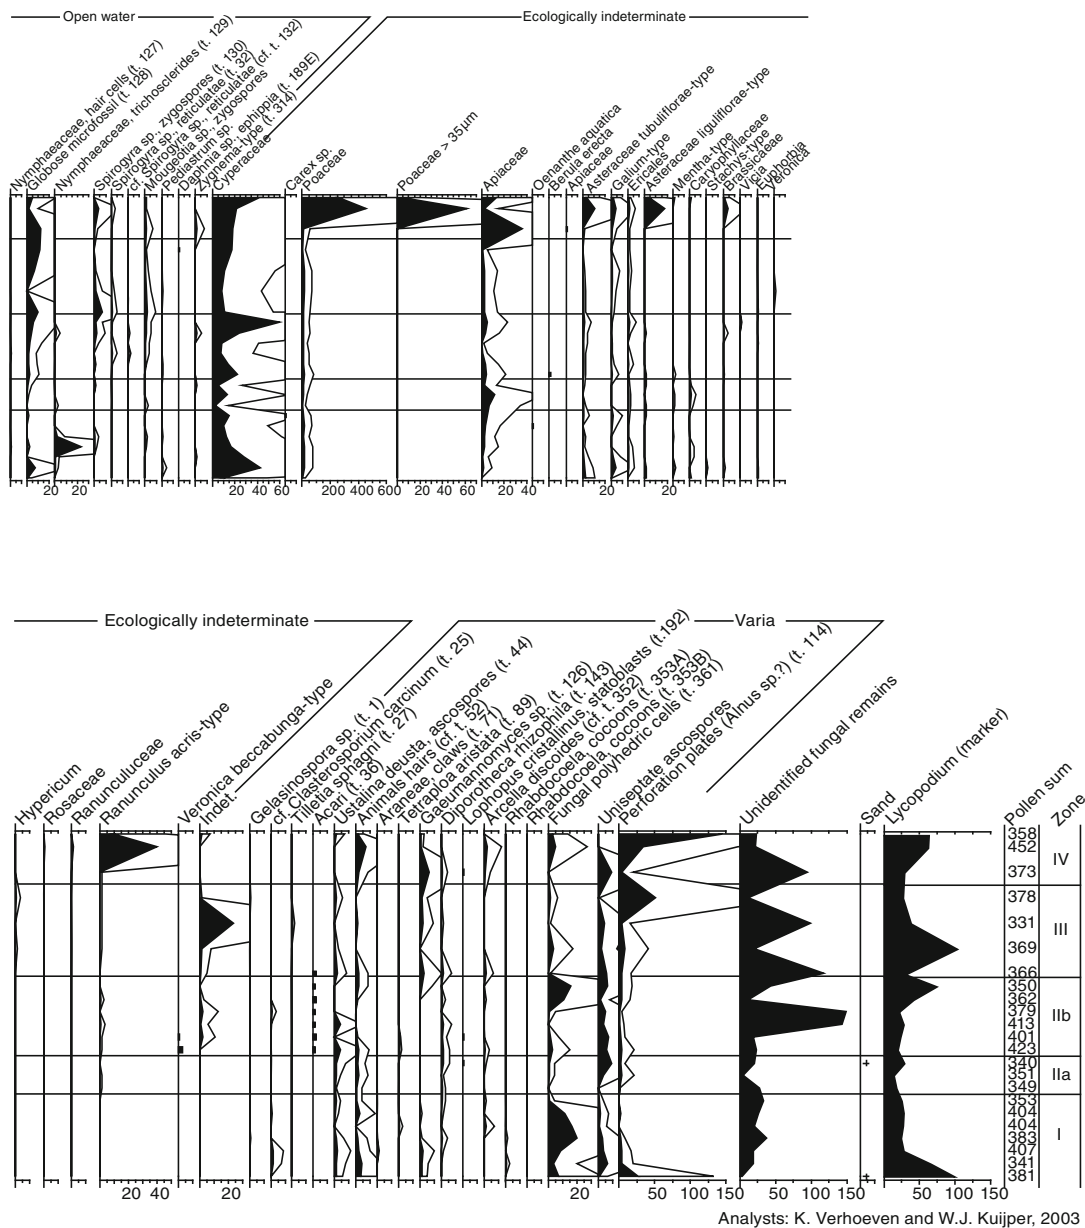 Open water
Ecologically indeterminate
Nymphaeaceae, hair cells (t. 127)
Globose microfossil (t. 128)
Nymphaeaceae, trichosclerides (t. 129)
Spirogyra sp., zygospores (t. 130)
Spirogyra sp., reticulatae (t. 32)
cf. Spirogyra sp., reticulatae (cf. t. 132)
Mougeotia sp., zygospores
Pediastrum sp.
Daphnia sp., ephippia (t. 189E)
Zygnema-type (t. 314)
Cyperaceae
Carex sp.
Poaceae
Poaceae > 35µm
Apiaceae
Oenanthe aquatica
Berula erecta
Apiaceae
Asteraceae tubuliflorae-type
Galium-type
Ericales
Asteraceae liguliflorae-type
Mentha-type
Caryophyllaceae
Stachys-type
Brassicaceae
Vicia
Euphorbia
Veronica
20 20 20 40 60 200 400 600 20 40 60 20 40 20 20
Ecologically indeterminate
Varia
Hypericum
Rosaceae
Ranunculuceae
Ranunculus acris-type
Veronica beccabunga-type
Indet.
Gelasinospora sp. (t. 1)
cf. Clasterosporium carcinum (t. 25)
Tilletia sphagni (t. 27)
Acari (t. 36)
Ustalina deusta, ascospores (t. 44)
Animals hairs (cf. t. 52)
Araneae, claws (t. 71)
Tetraploa aristata (t. 89)
Gaeumannomyces sp. (t. 126)
Diporotheca rhizophila (t. 143)
Lophopus cristallinus, statoblasts (t.192)
Arcella discoides (cf. t. 352)
Rhabdocoela, cocoons (t. 353A)
Rhabdocoela, cocoons (t. 353B)
Fungal polyhedric cells (t. 361)
Uniseptate ascospores
Perforation plates (Alnus sp.?) (t. 114)
Unidentified fungal remains
Sand
Lycopodium (marker)
Pollen sum
Zone
358
452
IV
373
378
331
III
369
366
350
362
379
IIb
413
401
423
340
351
IIa
349
353
404
404
383
I
407
341
381
20 40 20 20 50 100 150 50 100 150 50 100 150
Analysts: K. Verhoeven and W.J. Kuijper, 2003